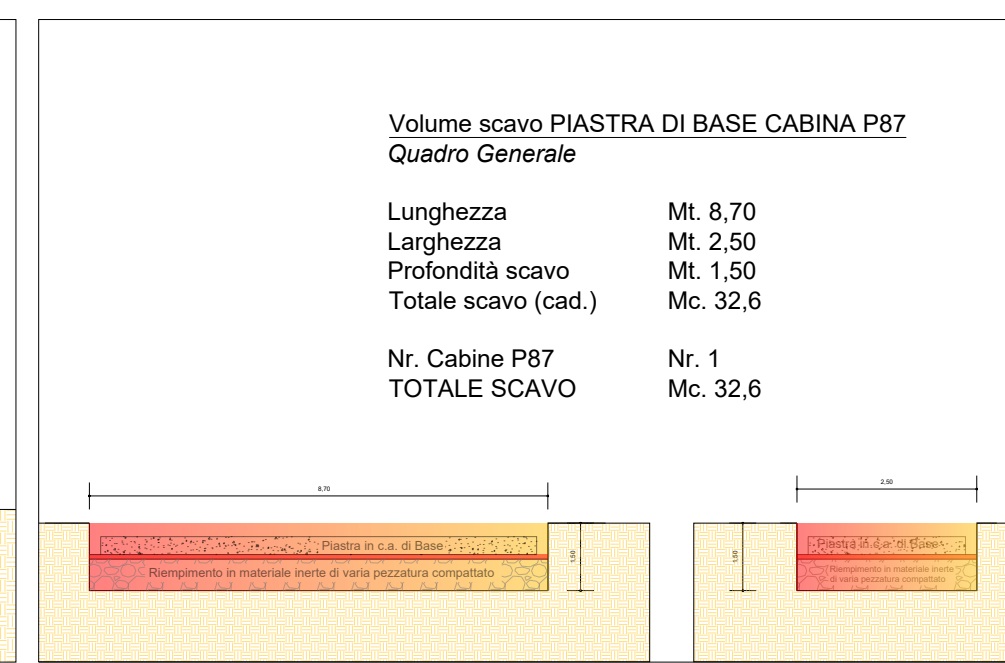 Volume scavo PIASTRA DI BASE CABINA P87
Quadro Generale
Lunghezza Mt. 8,70
Larghezza Mt. 2,50
Profondità scavo Mt. 1,50
Totale scavo (cad.) Mc. 32,6
Nr. Cabine P87 Nr. 1
TOTALE SCAVO Mc. 32,6
8,70
2,50
Piastra in c.a. di Base
1,50
Riempimento in materiale inerte di varia pezzatura compattato
1,50
Piastra in c.a. di Base
Riempimento in materiale inerte
di varia pezzatura compattato